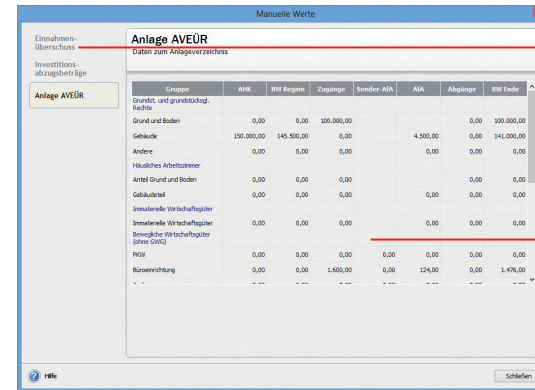 Manuelle Werte
Einnahmen-
überschuss
Investitions-
abzugsbeträge
Anlage AVEÜR
Anlage AVEÜR
Daten zum Anlageverzeichnis
Gruppe AHK BW Beginn Zugänge Sonder-AfA AfA Abgänge BW Ende
Grundst. und grundstücksgl.
Rechte
Grund und Boden 0,00 0,00 100.000,00 0,00 100.000,00
Gebäude 150.000,00 145.500,00 0,00 4.500,00 0,00 141.000,00
Andere 0,00 0,00 0,00 0,00 0,00 0,00
Häusliches Arbeitszimmer
Anteil Grund und Boden 0,00 0,00 0,00 0,00 0,00
Gebäudeteil 0,00 0,00 0,00 0,00 0,00 0,00
Immaterielle Wirtschaftsgüter
Immaterielle Wirtschaftsgüter 0,00 0,00 0,00 0,00 0,00 0,00
Bewegliche Wirtschaftsgüter
(ohne GWG)
PKW 0,00 0,00 0,00 0,00 0,00 0,00 0,00
Büroeinrichtung 0,00 0,00 1.600,00 0,00 124,00 0,00 1.476,00
Hilfe
Schließen